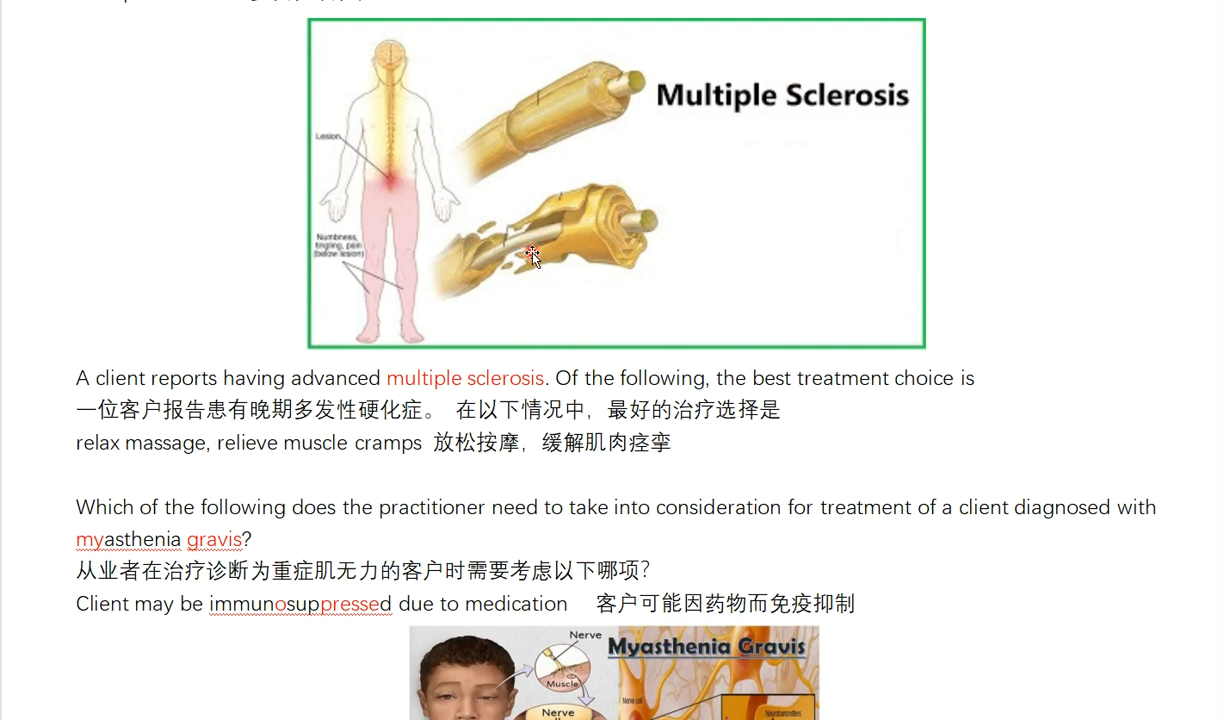 Multiple Sclerosis
Lesion
Numbness,
tingling, pain
(below lesion)
A client reports having advanced multiple sclerosis. Of the following, the best treatment choice is
一位客户报告患有晚期多发性硬化症。 在以下情况中，最好的治疗选择是
relax massage, relieve muscle cramps 放松按摩，缓解肌肉痉挛
Which of the following does the practitioner need to take into consideration for treatment of a client diagnosed with
myasthenia gravis?
从业者在治疗诊断为重症肌无力的客户时需要考虑以下哪项？
Client may be immunosuppressed due to medication 客户可能因药物而免疫抑制
Nerve
Myasthenia Gravis
Muscle
Nerve cell
Nerve
Neurotransmitters